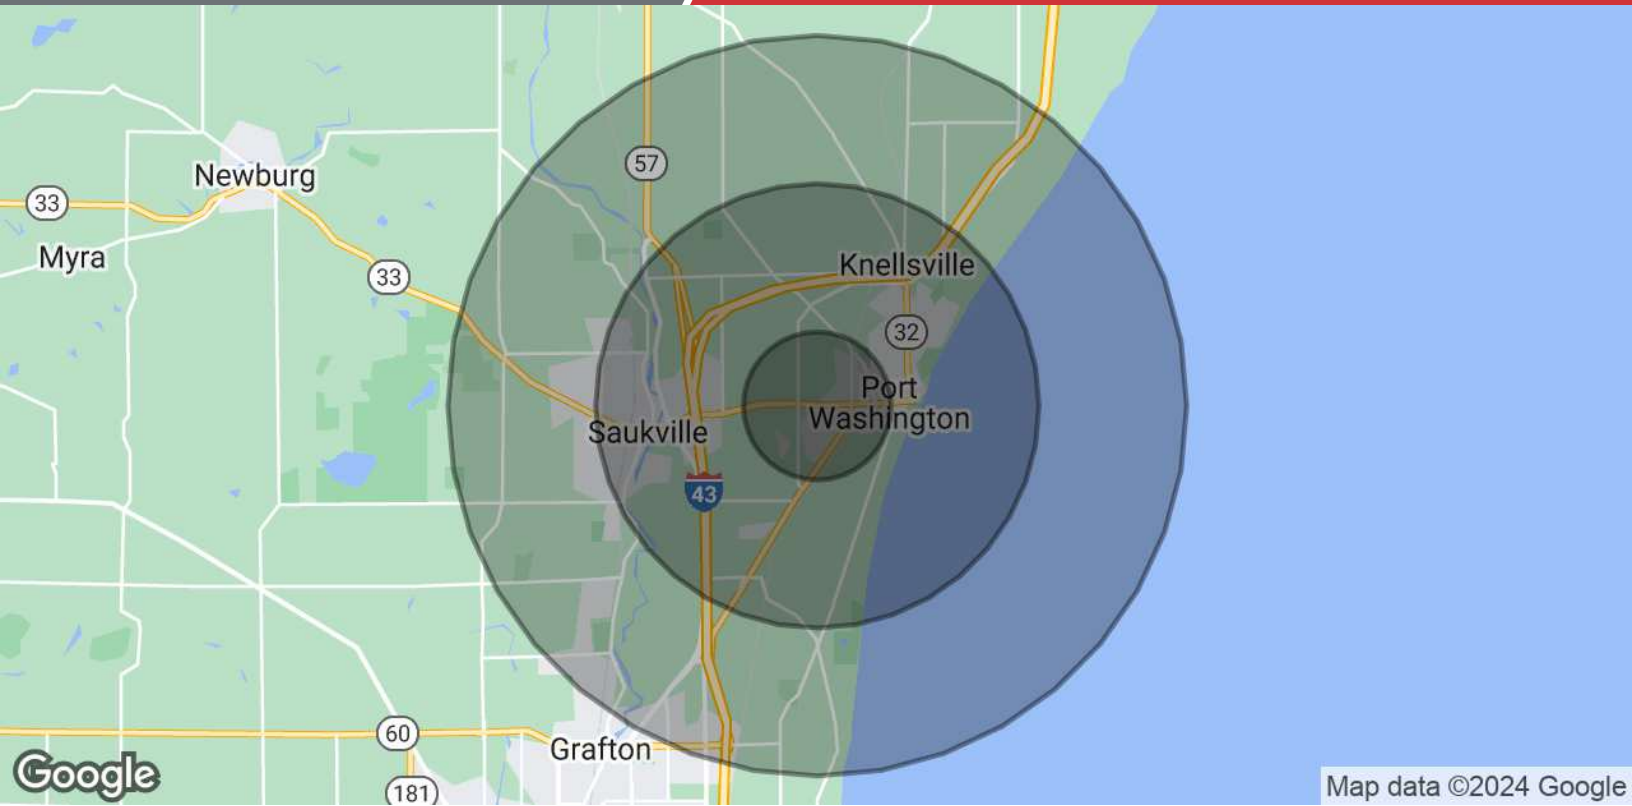 57
Newburg
33
Myra
33
Knellsville
32
Port
Washington
Saukville
43
60
Grafton
181
Google
Map data ©2024 Google